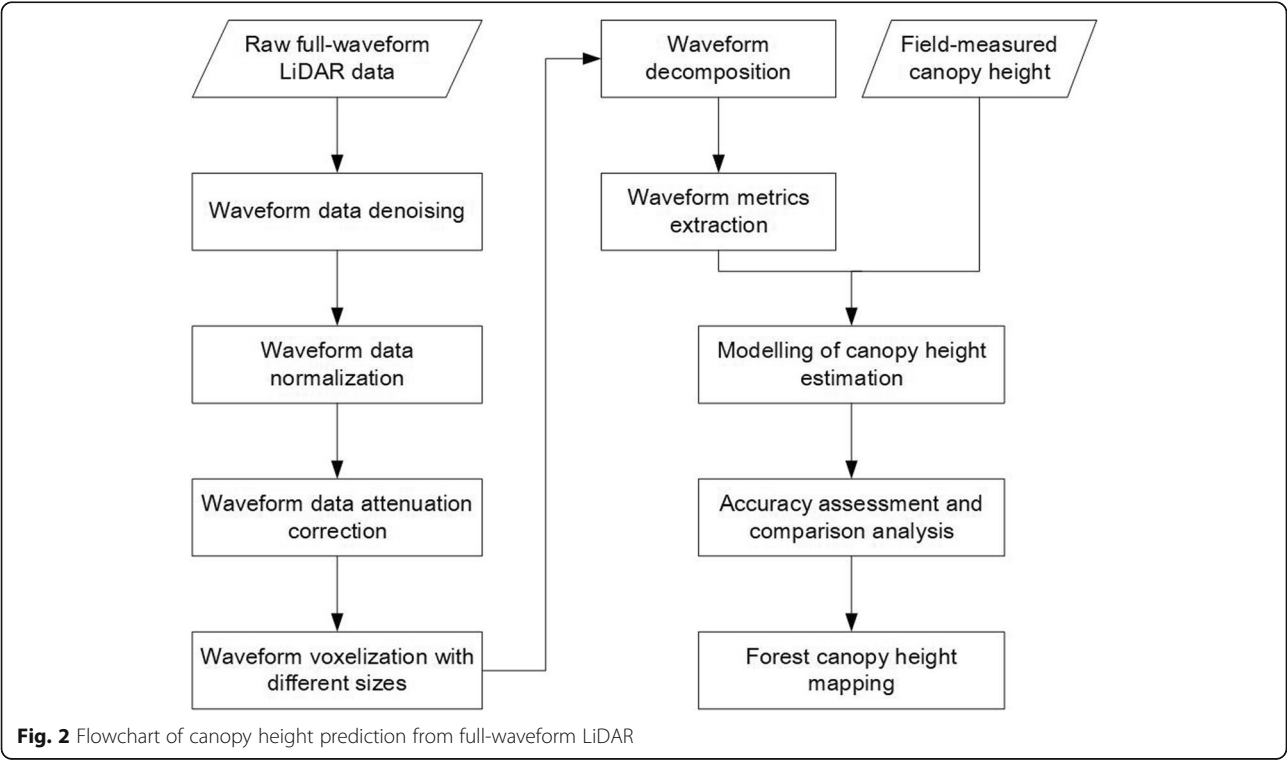 Raw full-waveform
LiDAR data
Waveform data denoising
Waveform data
normalization
Waveform data attenuation
correction
Waveform voxelization with
different sizes
Waveform
decomposition
Waveform metrics
extraction
Field-measured
canopy height
Modelling of canopy height
estimation
Accuracy assessment and
comparison analysis
Forest canopy height
mapping
Fig. 2 Flowchart of canopy height prediction from full-waveform LiDAR